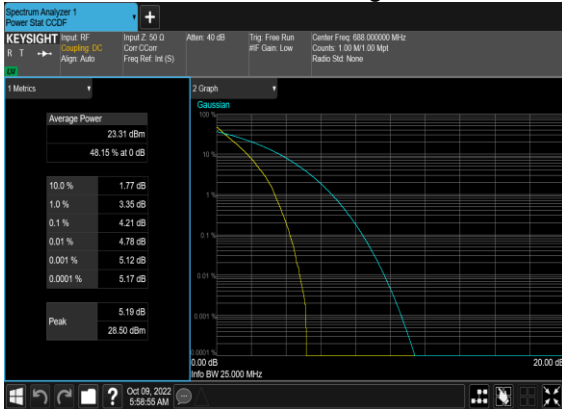 Spectrum Analyzer 1
Power Stat CCDF
+
KEYSIGHT Input: RF Input Z: 50 Ω Atten: 40 dB Trig: Free Run Center Freq: 688.000000 MHz
R T Coupling: DC Corr CCorr #IF Gain: Low Counts: 1.00 M/1.00 Mpt
Align: Auto Freq Ref: Int (S) Radio Std: None
LXI
1 Metrics
Average Power
23.31 dBm
48.15 % at 0 dB
10.0 % 1.77 dB
1.0 % 3.35 dB
0.1 % 4.21 dB
0.01 % 4.78 dB
0.001 % 5.12 dB
0.0001 % 5.17 dB
Peak 5.19 dB
28.50 dBm
2 Graph
Gaussian
100 %
10 %
1 %
0.1 %
0.01 %
0.001 %
0.0001 %
0.00 dB 20.00 dB
Info BW 25.000 MHz
? Oct 09, 2022
5:58:55 AM